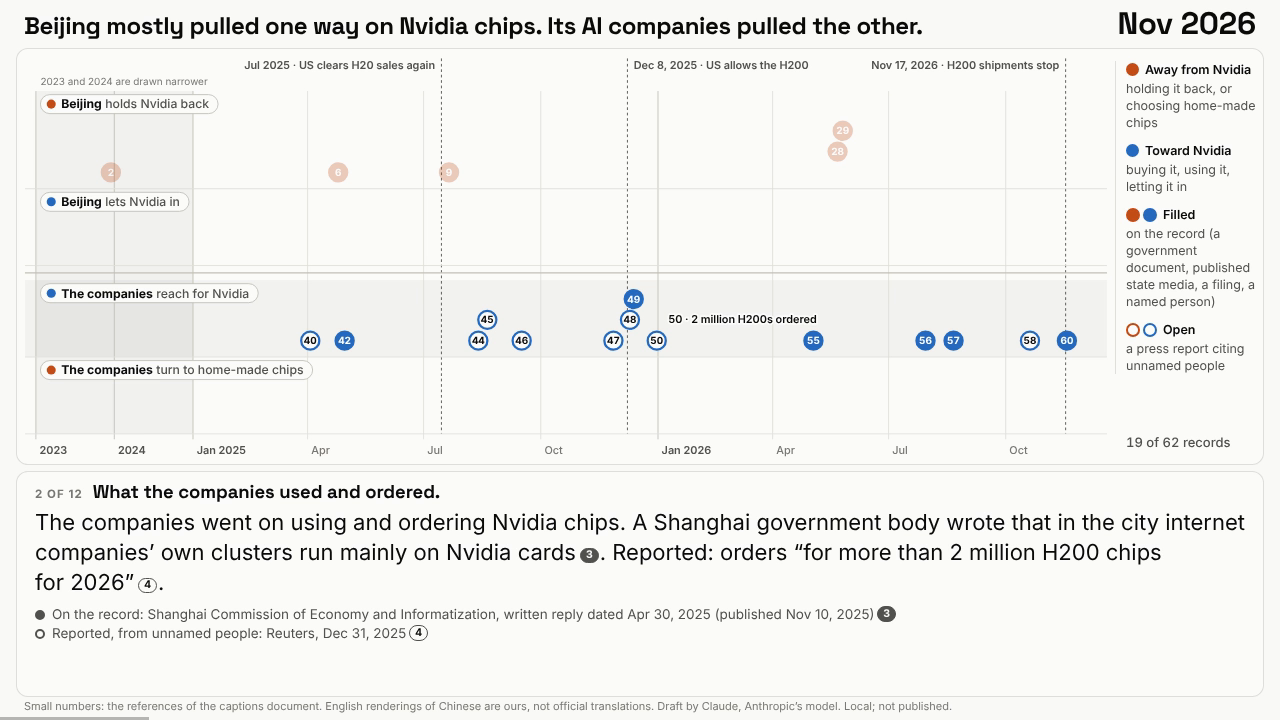 Beijing mostly pulled one way on Nvidia chips. Its AI companies pulled the other.
Nov 2026
Jul 2025 · US clears H20 sales again
Dec 8, 2025 · US allows the H200
Nov 17, 2026 · H200 shipments stop
2023 and 2024 are drawn narrower
Beijing holds Nvidia back
29
28
2
6
9
Beijing lets Nvidia in
The companies reach for Nvidia
49
45
48
50 · 2 million H200s ordered
40
42
44
46
47
50
55
56
57
58
60
The companies turn to home-made chips
2023
2024
Jan 2025
Apr
Jul
Oct
Jan 2026
Apr
Jul
Oct
Away from Nvidia
holding it back, or
choosing home-made
chips
Toward Nvidia
buying it, using it,
letting it in
Filled
on the record (a
government
document, published
state media, a filing, a
named person)
Open
a press report citing
unnamed people
19 of 62 records
2 OF 12 What the companies used and ordered.
The companies went on using and ordering Nvidia chips. A Shanghai government body wrote that in the city internet
companies’ own clusters run mainly on Nvidia cards 3. Reported: orders “for more than 2 million H200 chips
for 2026” 4.
On the record: Shanghai Commission of Economy and Informatization, written reply dated Apr 30, 2025 (published Nov 10, 2025) 3
Reported, from unnamed people: Reuters, Dec 31, 2025 4
Small numbers: the references of the captions document. English renderings of Chinese are ours, not official translations. Draft by Claude, Anthropic’s model. Local; not published.